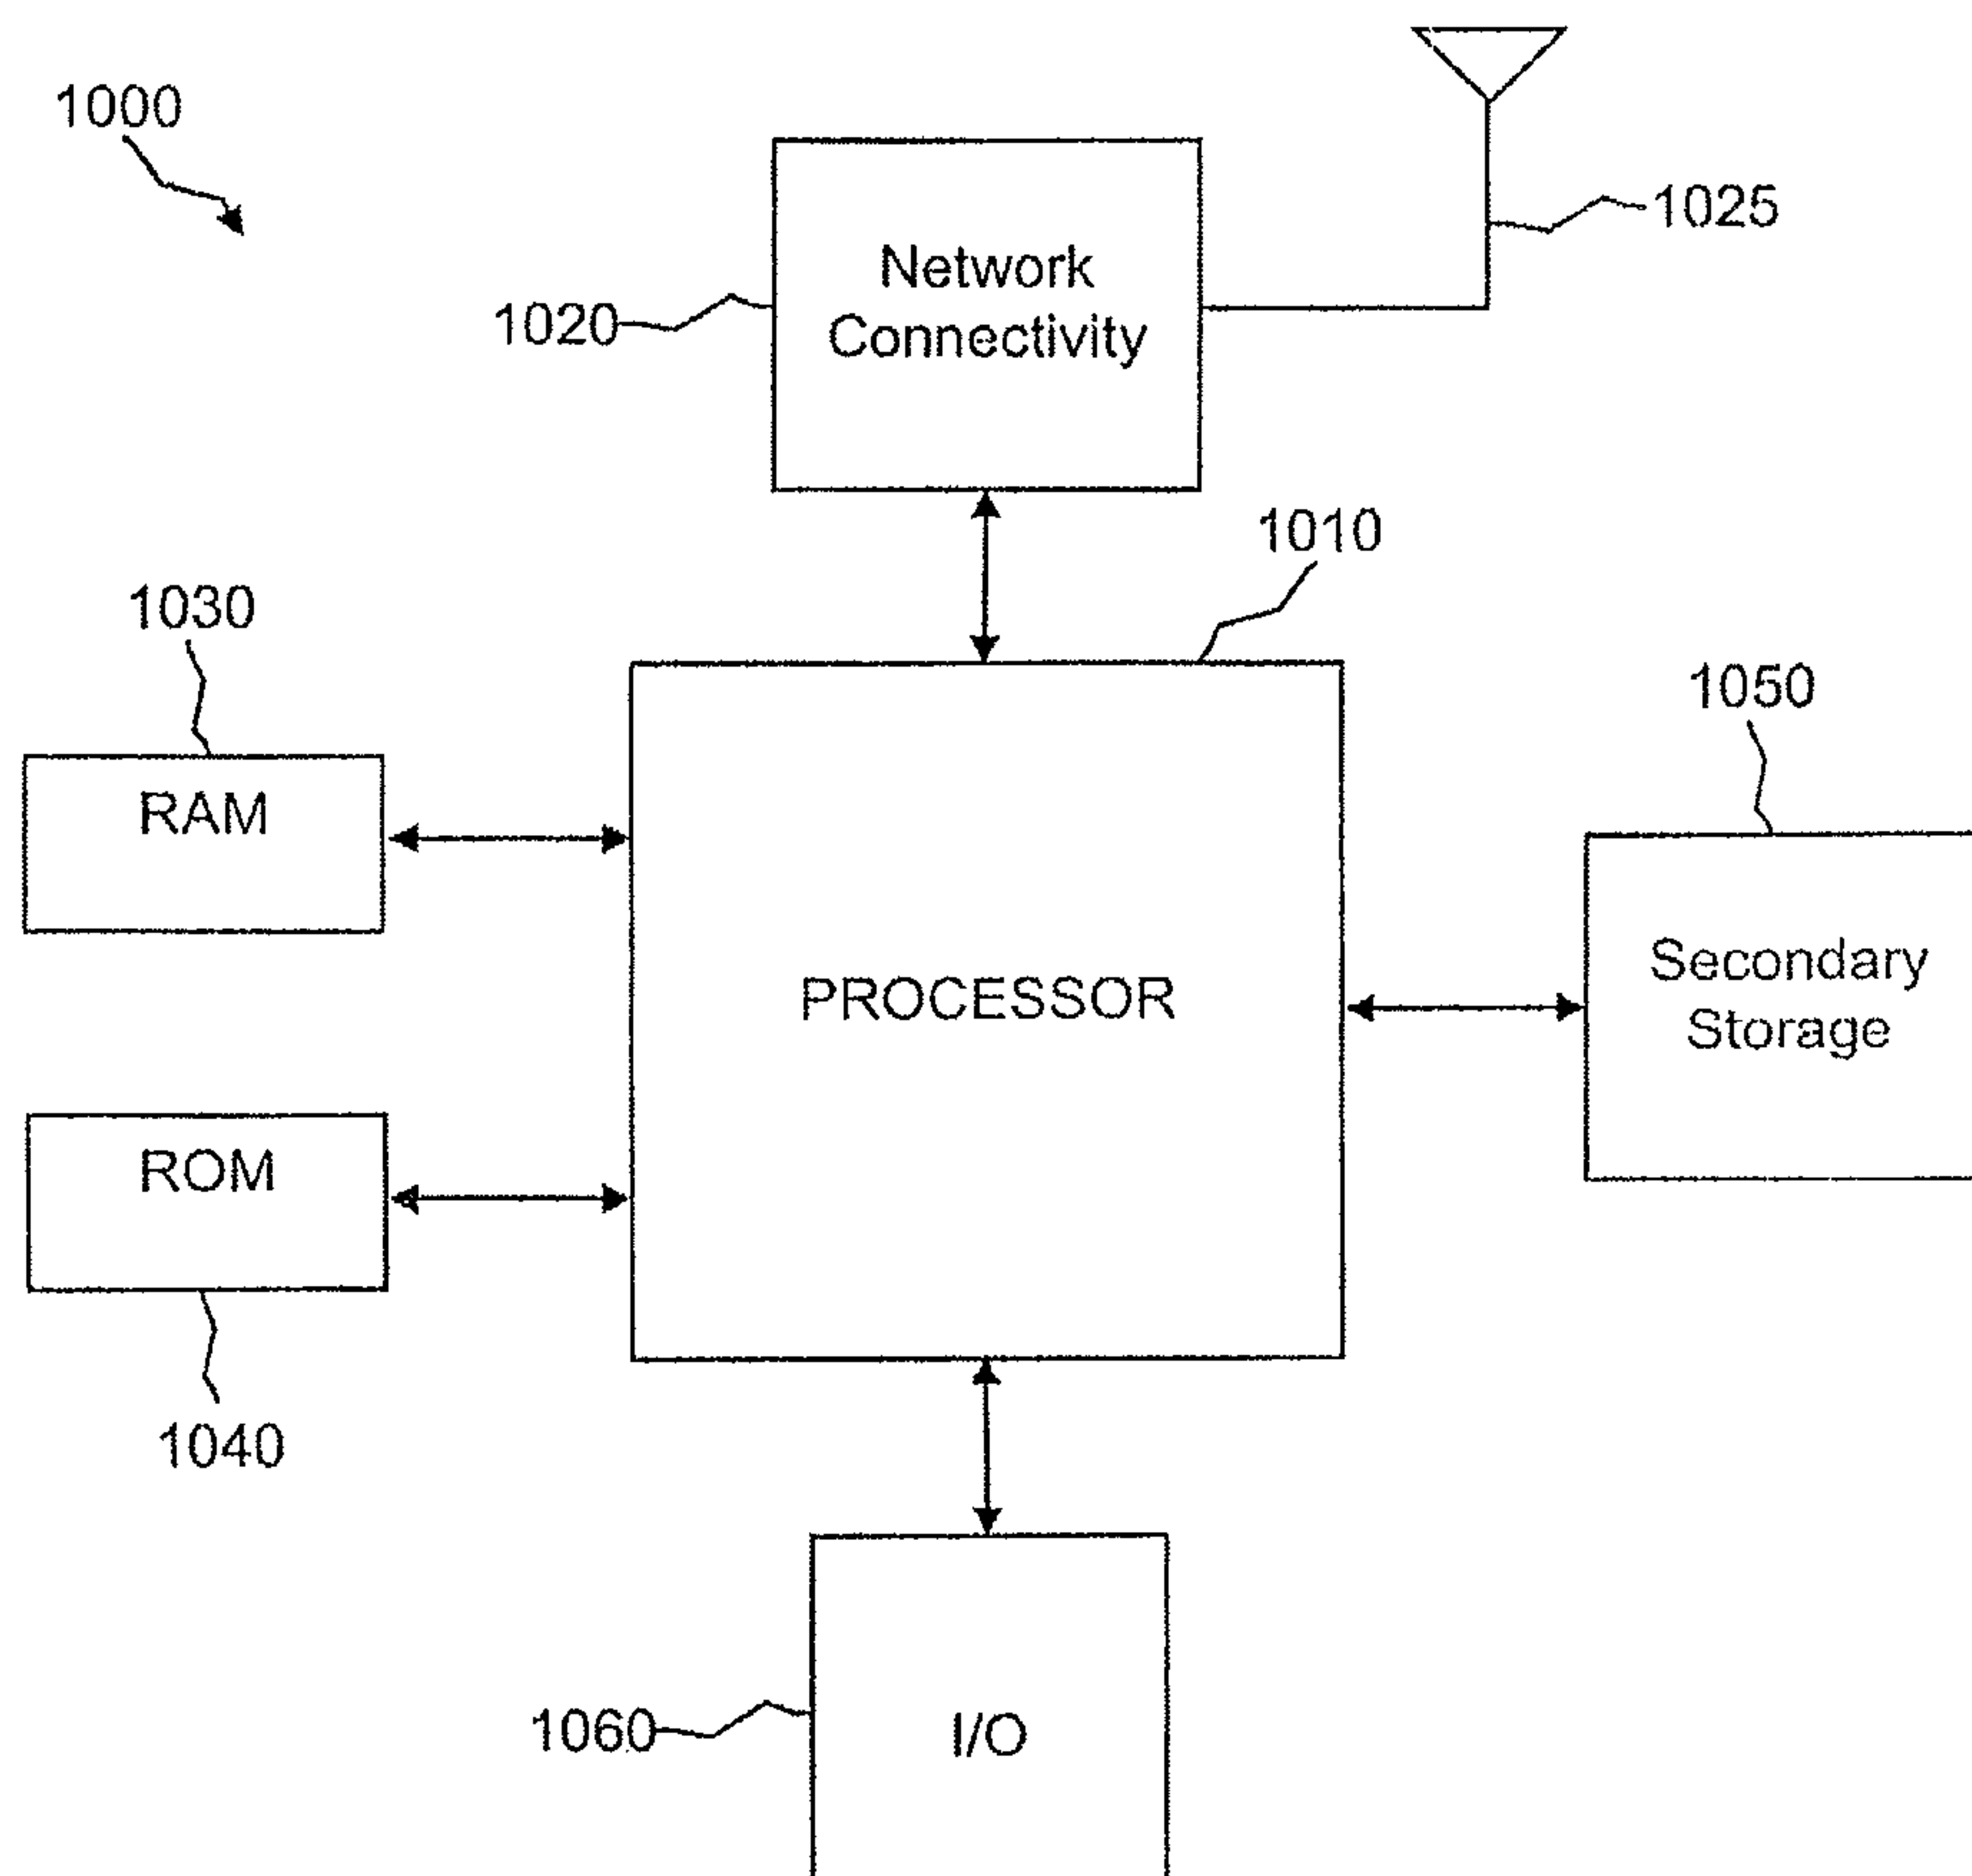 1000
1025
Network
Connectivity
1020
1010
1030
1050
RAM
PROCESSOR
Secondary
Storage
ROM
1040
1060
I/O